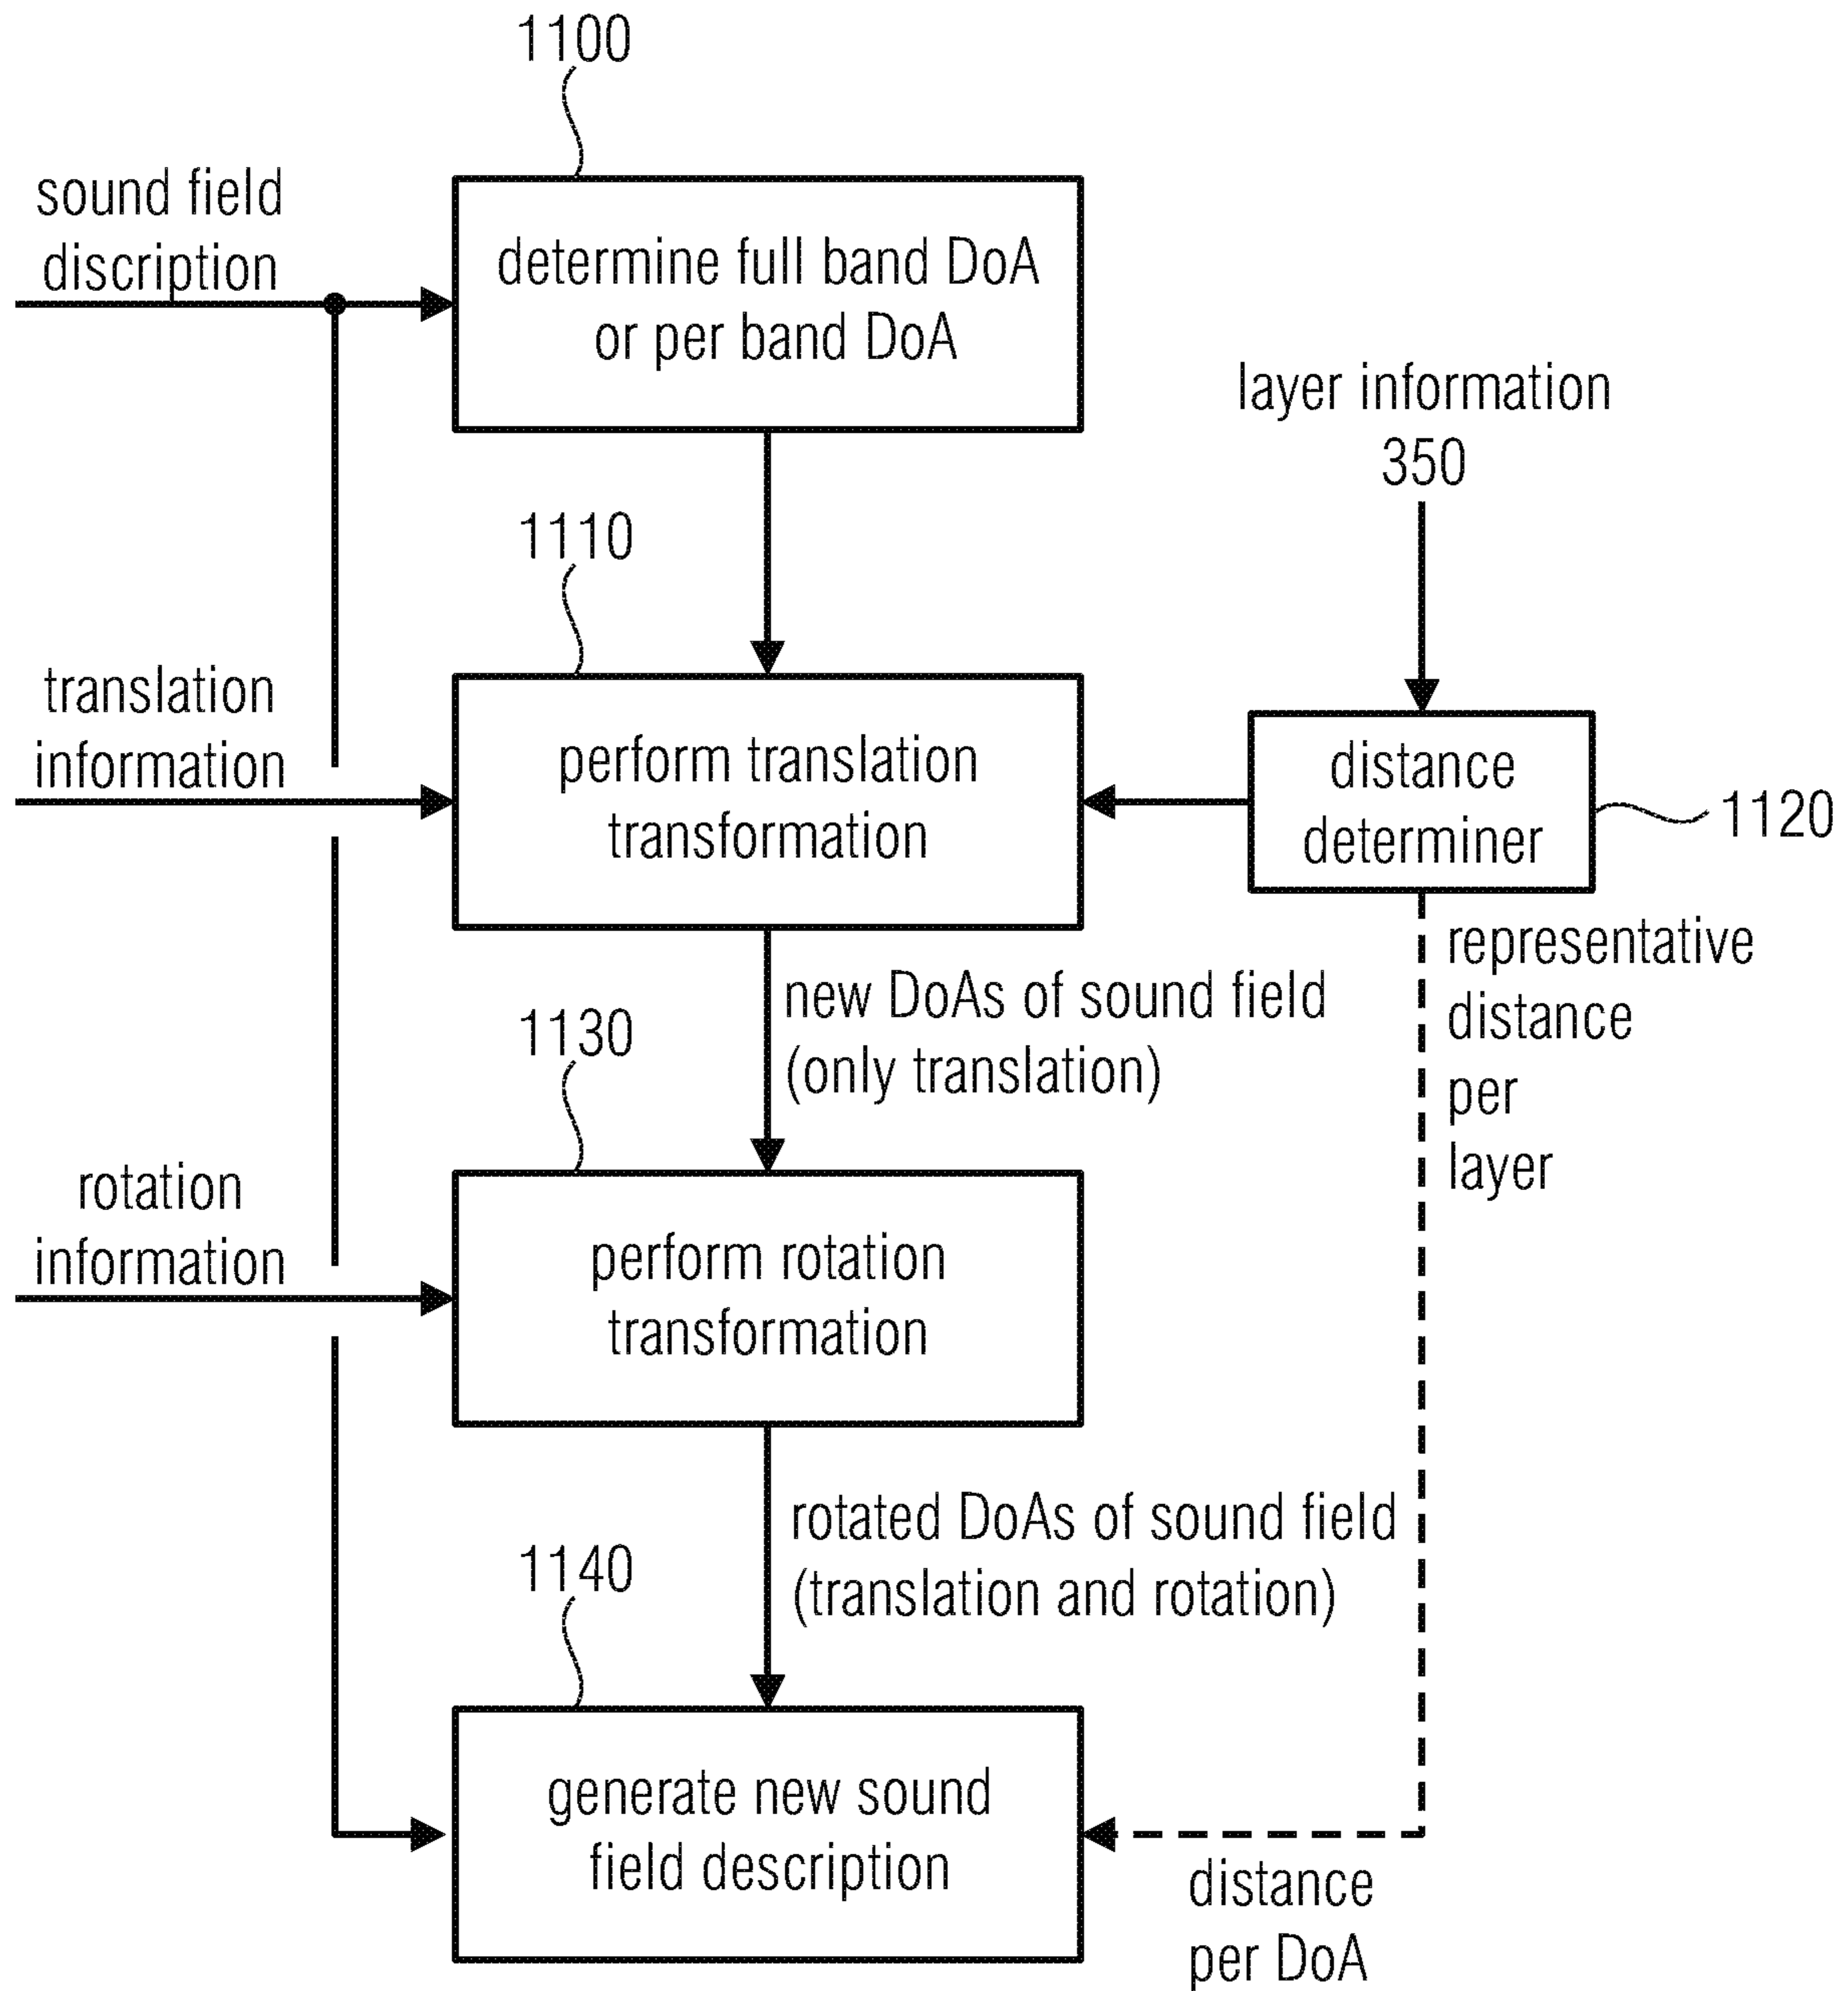 1100
sound field
discription
determine full band DoA
or per band DoA
layer information
350
1110
translation
information
perform translation
transformation
distance
determiner
1120
representative
distance
per
layer
new DoAs of sound field
(only translation)
1130
rotation
information
perform rotation
transformation
rotated DoAs of sound field
(translation and rotation)
1140
generate new sound
field description
distance
per DoA